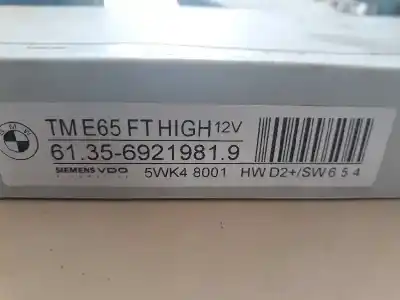 BMW
TM E65 FT HIGH 12V
61.35-6921981.9
SIEMENS VDO 5WK4 8001 HW D2+/SW 6 5 4